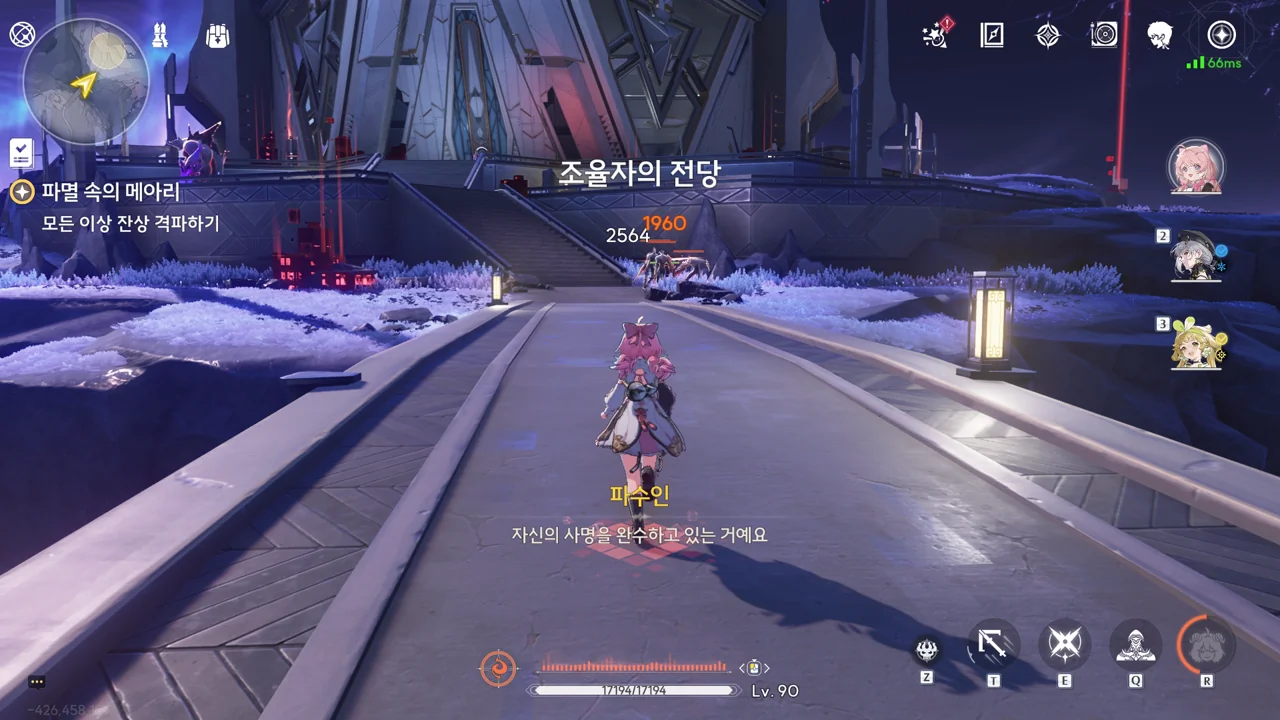 66ms
파멸 속의 메아리
모든 이상 잔상 격파하기
조율자의 전당
1960
2564
2
3
파수인
자신의 사명을 완수하고 있는 거예요
Z
T
E
Q
R
17194/17194
Lv. 90